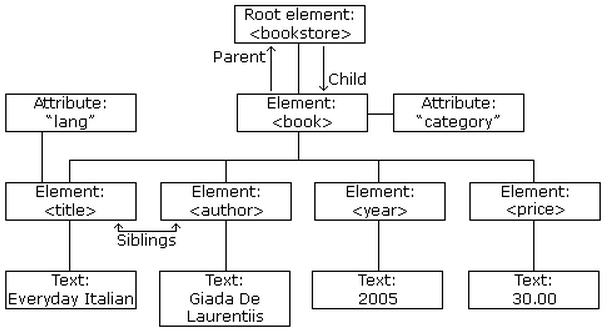 Root element:
<bookstore>
Parent
Child
Attribute:
“lang”
Element:
<book>
Attribute:
“category”
Element:
<title>
Element:
<author>
Element:
<year>
Element:
<price>
Siblings
Text:
Everyday Italian
Text:
Giada De
Laurentiis
Text:
2005
Text:
30.00